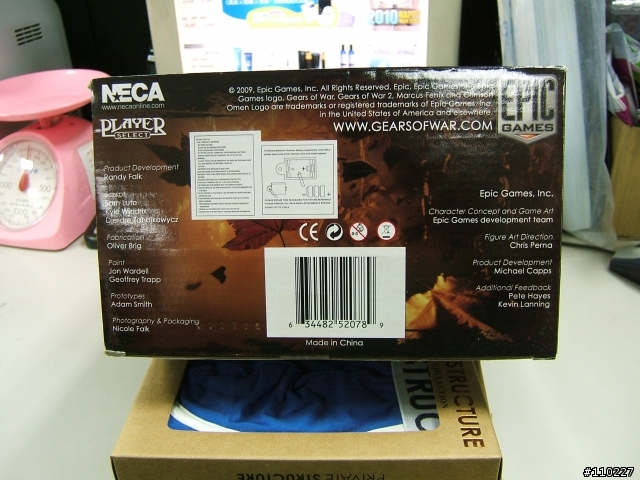 2010
NECA
www.necaonline.com
PLAYER
SELECT
© 2009, Epic Games, Inc. All Rights Reserved. Epic, Epic Games,
Games logo, Gears of War, Gears of War 2, Marcus Fenix and Crimson
Omen Logo are trademarks or registered trademarks of Epic Games, Inc.
in the United States of America and elsewhere.
WWW.GEARSOFWAR.COM
EPIC
GAMES
Product Development
Randy Falk
Sam
Kyle
Fabrication
Oliver Brig
Paint
Jon Wardell
Geoffrey Trapp
Prototypes
Adam Smith
Photography & Packaging
Nicole Falk
Epic Games, Inc.
Character Concept and Game Art
Epic Games development team
Figure Art Direction
Chris Perna
Product Development
Michael Capps
Additional Feedback
Pete Hayes
Kevin Lanning
CE
6 34482 52078 9
Made in China
STRUCTURE
PRIVATE STRUCTURE
#110227